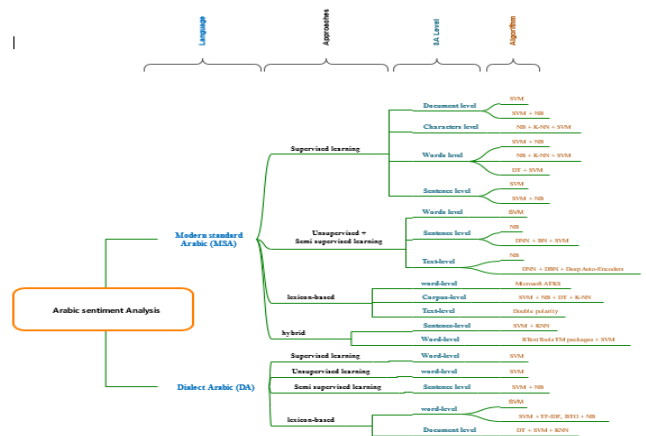 Language
Approaches
SA Level
Algorithm
Arabic sentiment Analysis
Modern standard
Arabic (MSA)
Supervised learning
Document level
SVM
SVM + NB
Characters level
NB + K-NN + SVM
Words level
SVM + NB
NB + K-NN + SVM
DT + SVM
Sentence level
SVM
SVM + NB
Unsupervised +
Semi supervised learning
Words level
SVM
Sentence level
NB
DNN + BN + SVM
Text-level
NB
DNN + DBN + Deep Auto-Encoders
lexicon-based
word-level
Microsoft ATKS
Corpus-level
SVM + NB + DT + K-NN
Text-level
Double polarity
hybrid
Sentence-level
SVM + KNN
Word-level
RTextToolsTM packages + SVM
Dialect Arabic (DA)
Supervised learning
Word-level
SVM
Unsupervised learning
word-level
SVM
Semi supervised learning
Sentence level
SVM + NB
lexicon-based
word-level
SVM
SVM + TF-IDF, BTO + NB
Document level
DT + SVM + KNN